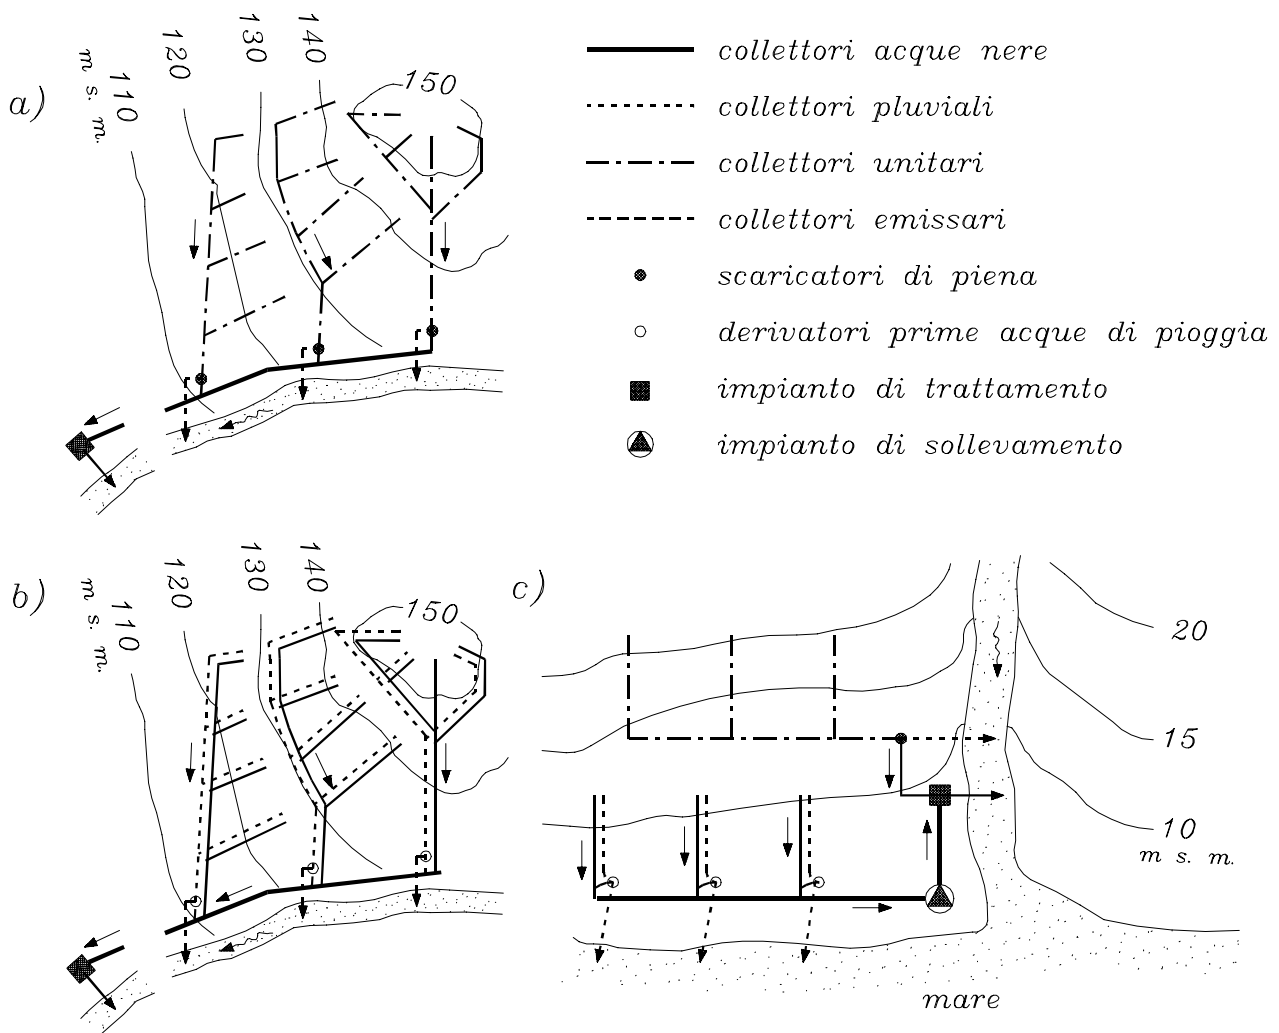 a)
110
m s. m.
120
130
140
150
collettori acque nere
collettori pluviali
collettori unitari
collettori emissari
scaricatori di piena
derivatori prime acque di pioggia
impianto di trattamento
impianto di sollevamento
b)
110
m s. m.
120
130
140
150
c)
20
15
10
m s. m.
mare